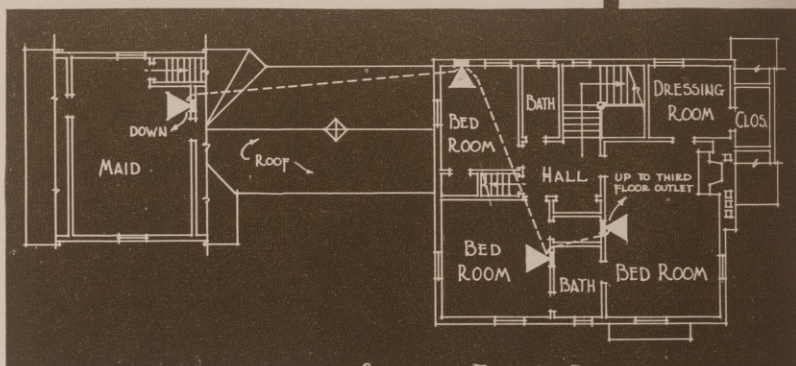 DOWN
MAID
ROOF
BED
ROOM
BATH
DRESSING
ROOM
CLOS.
HALL
UP TO THIRD
FLOOR OUTLET
BED
ROOM
BATH
BED ROOM